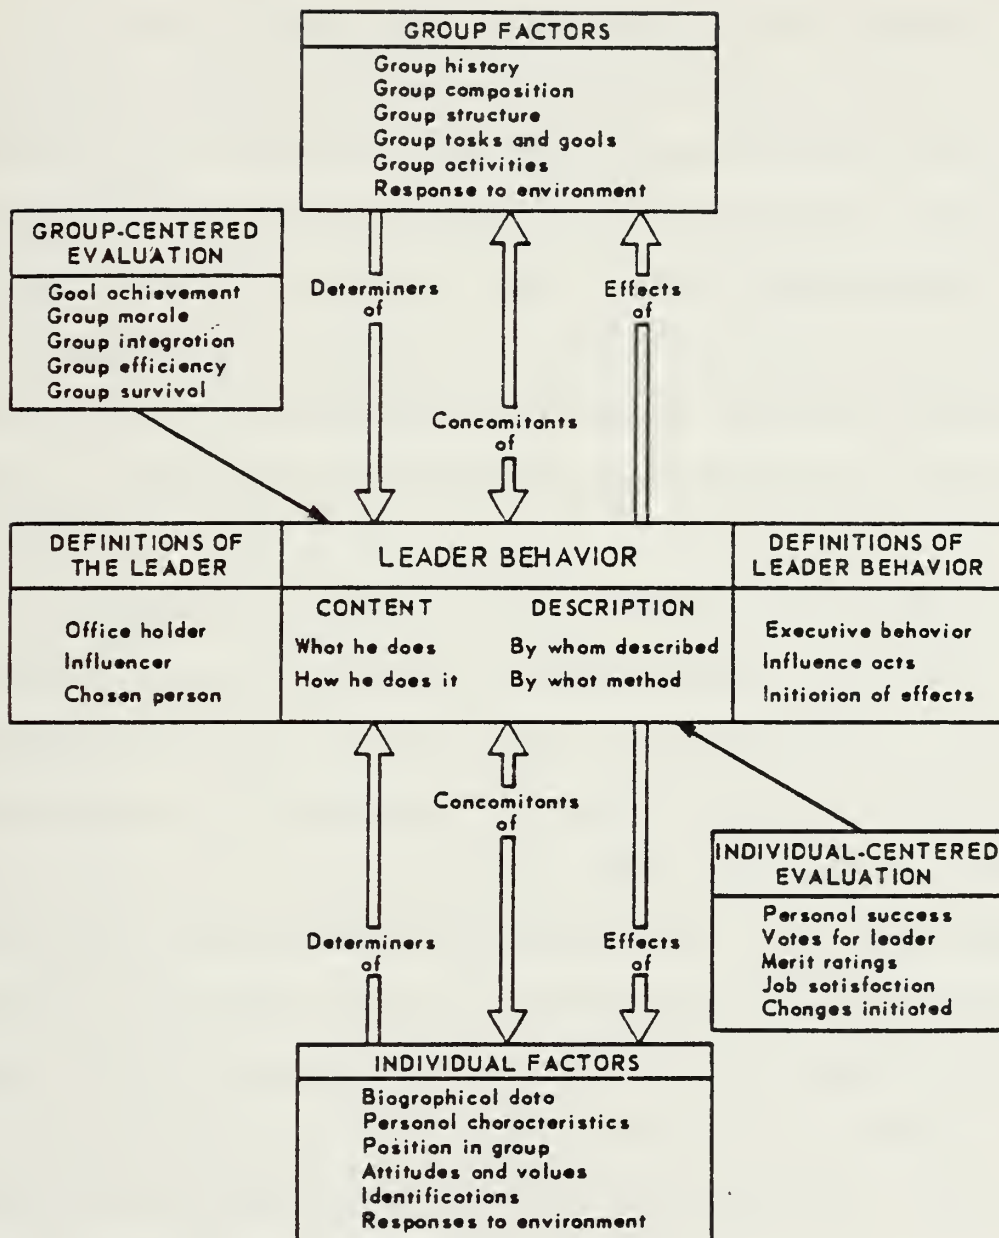 GROUP FACTORS
Group history
Group composition
Group structure
Group tasks and goals
Group activities
Response to environment
GROUP-CENTERED
EVALUATION
Goal achievement
Group morale
Group integration
Group efficiency
Group survival
Determiners
of
Concomitants
of
Effects
of
DEFINITIONS OF
THE LEADER
Office holder
Influencer
Chosen person
LEADER BEHAVIOR
CONTENT
What he does
How he does it
DESCRIPTION
By whom described
By what method
DEFINITIONS OF
LEADER BEHAVIOR
Executive behavior
Influence acts
Initiation of effects
Concomitants
of
Determiners
of
Effects
of
INDIVIDUAL-CENTERED
EVALUATION
Personal success
Votes for leader
Merit ratings
Job satisfaction
Changes initiated
INDIVIDUAL FACTORS
Biographical data
Personal characteristics
Position in group
Attitudes and values
Identifications
Responses to environment